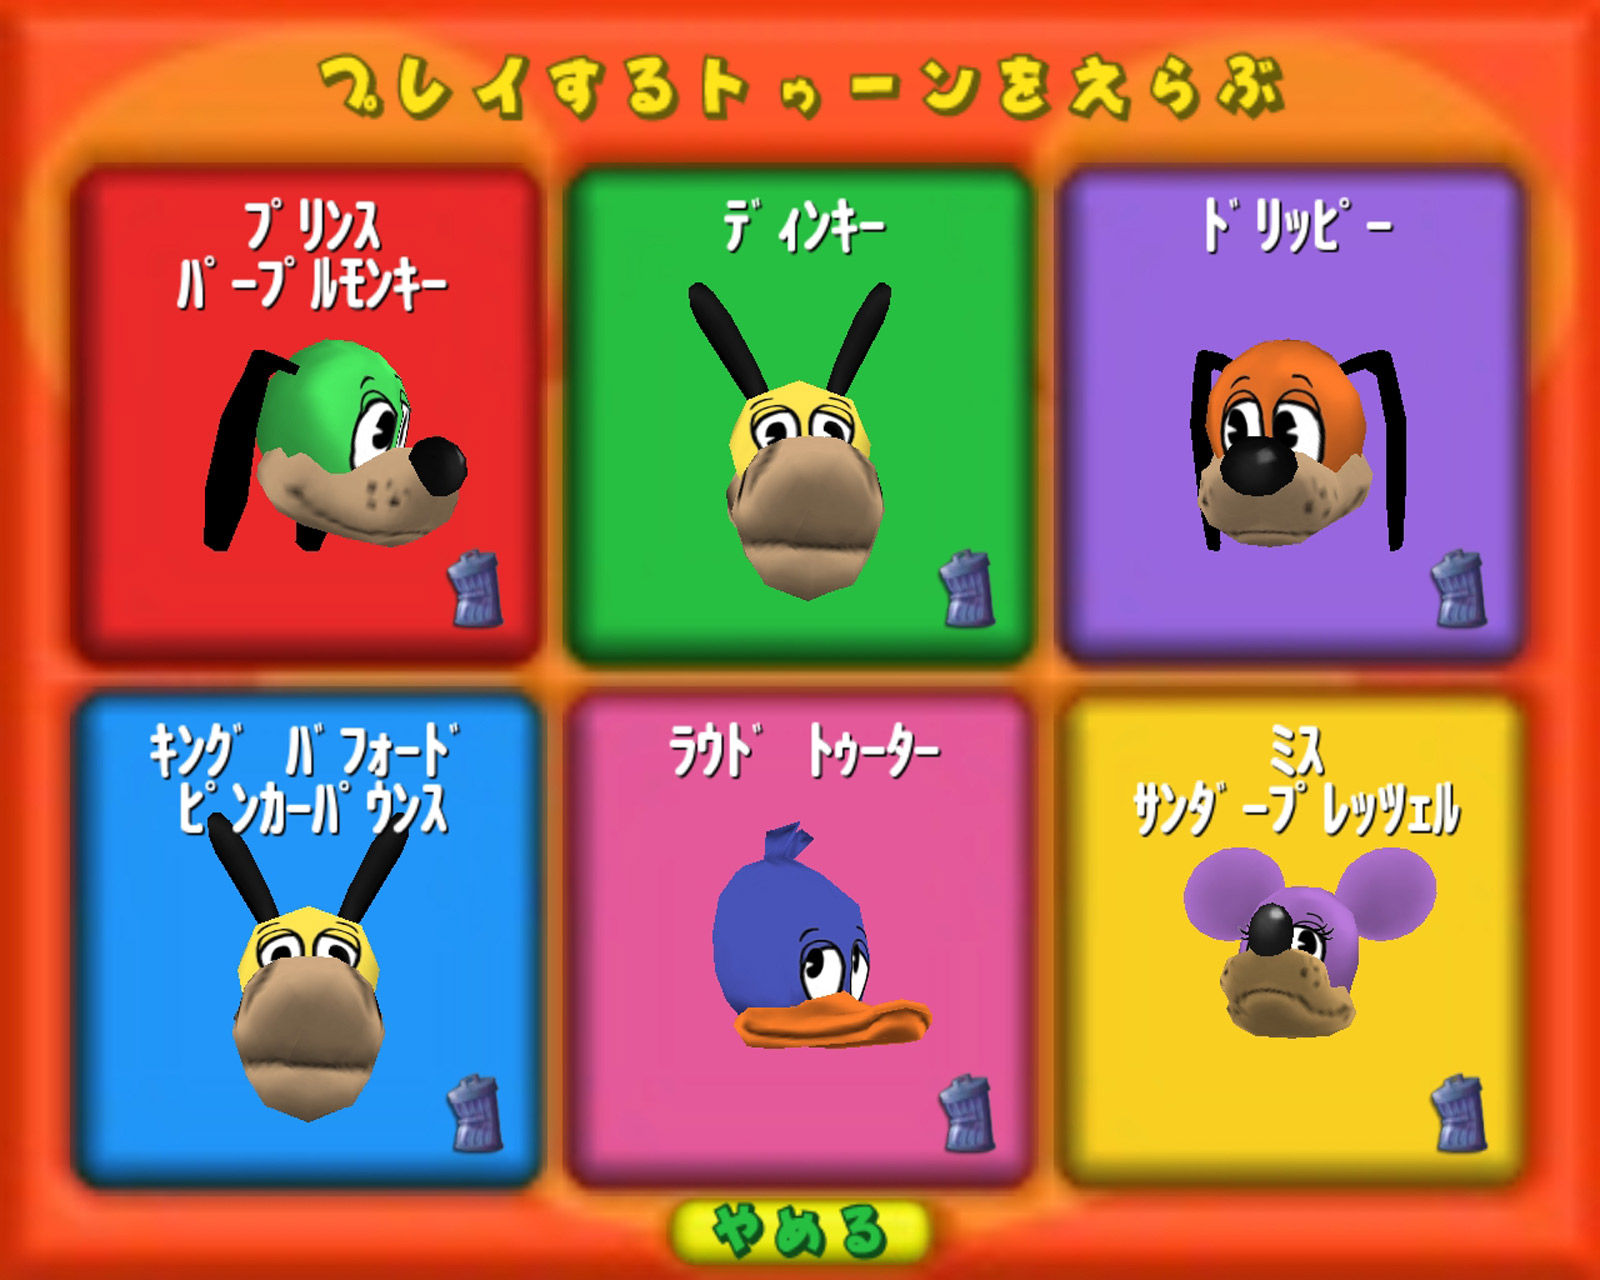 プレイするトゥーンをえらぶ
プリンス
パープルモンキー
ディンキー
ドリッピー
キング バフォード
ピンカーパウンス
ラウド トゥーター
ミス
サンダープレッツェル
やめる